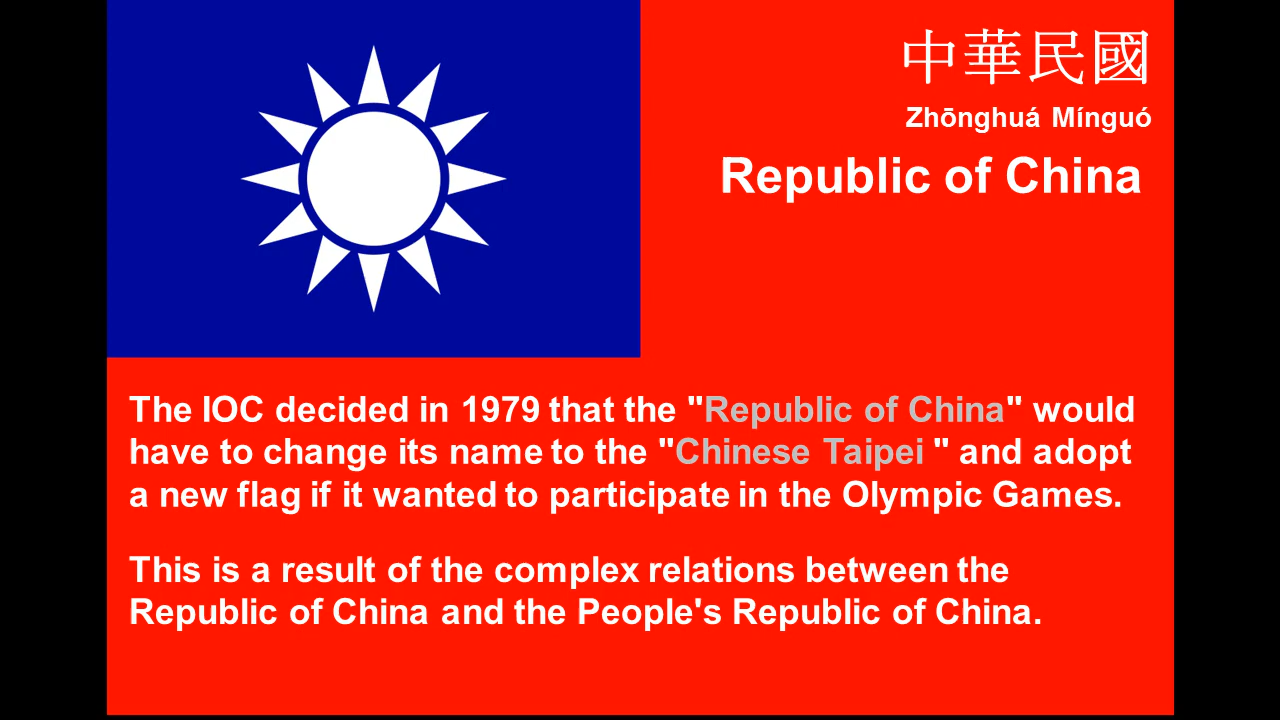 中華民國
Zhōnghuá Mínguó
Republic of China
The IOC decided in 1979 that the "Republic of China" would
have to change its name to the "Chinese Taipei " and adopt
a new flag if it wanted to participate in the Olympic Games.
This is a result of the complex relations between the
Republic of China and the People's Republic of China.